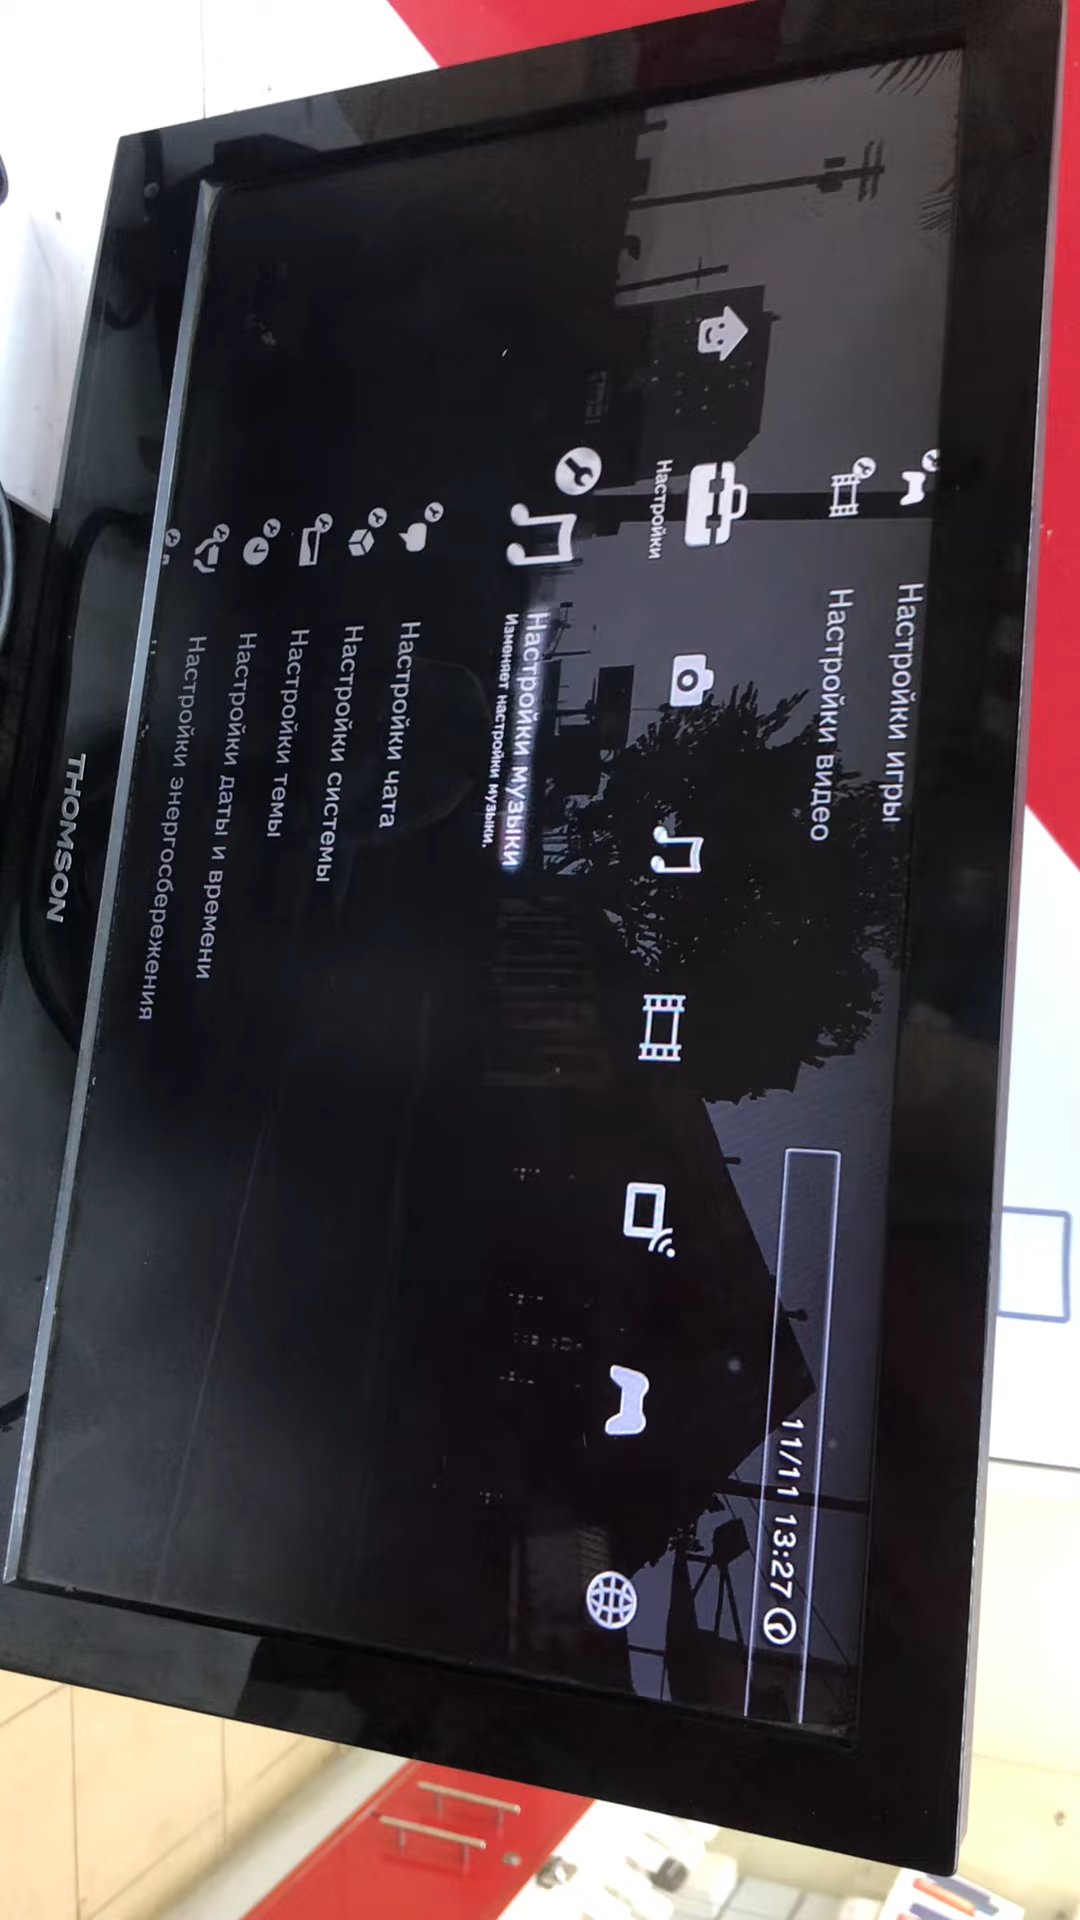 11/11 13:27
Настройки игры
Настройки видео
Настройки
Настройки музыки
Изменяет настройки музыки.
Настройки чата
Настройки системы
Настройки темы
Настройки даты и времени
Настройки энергосбережения
THOMSON